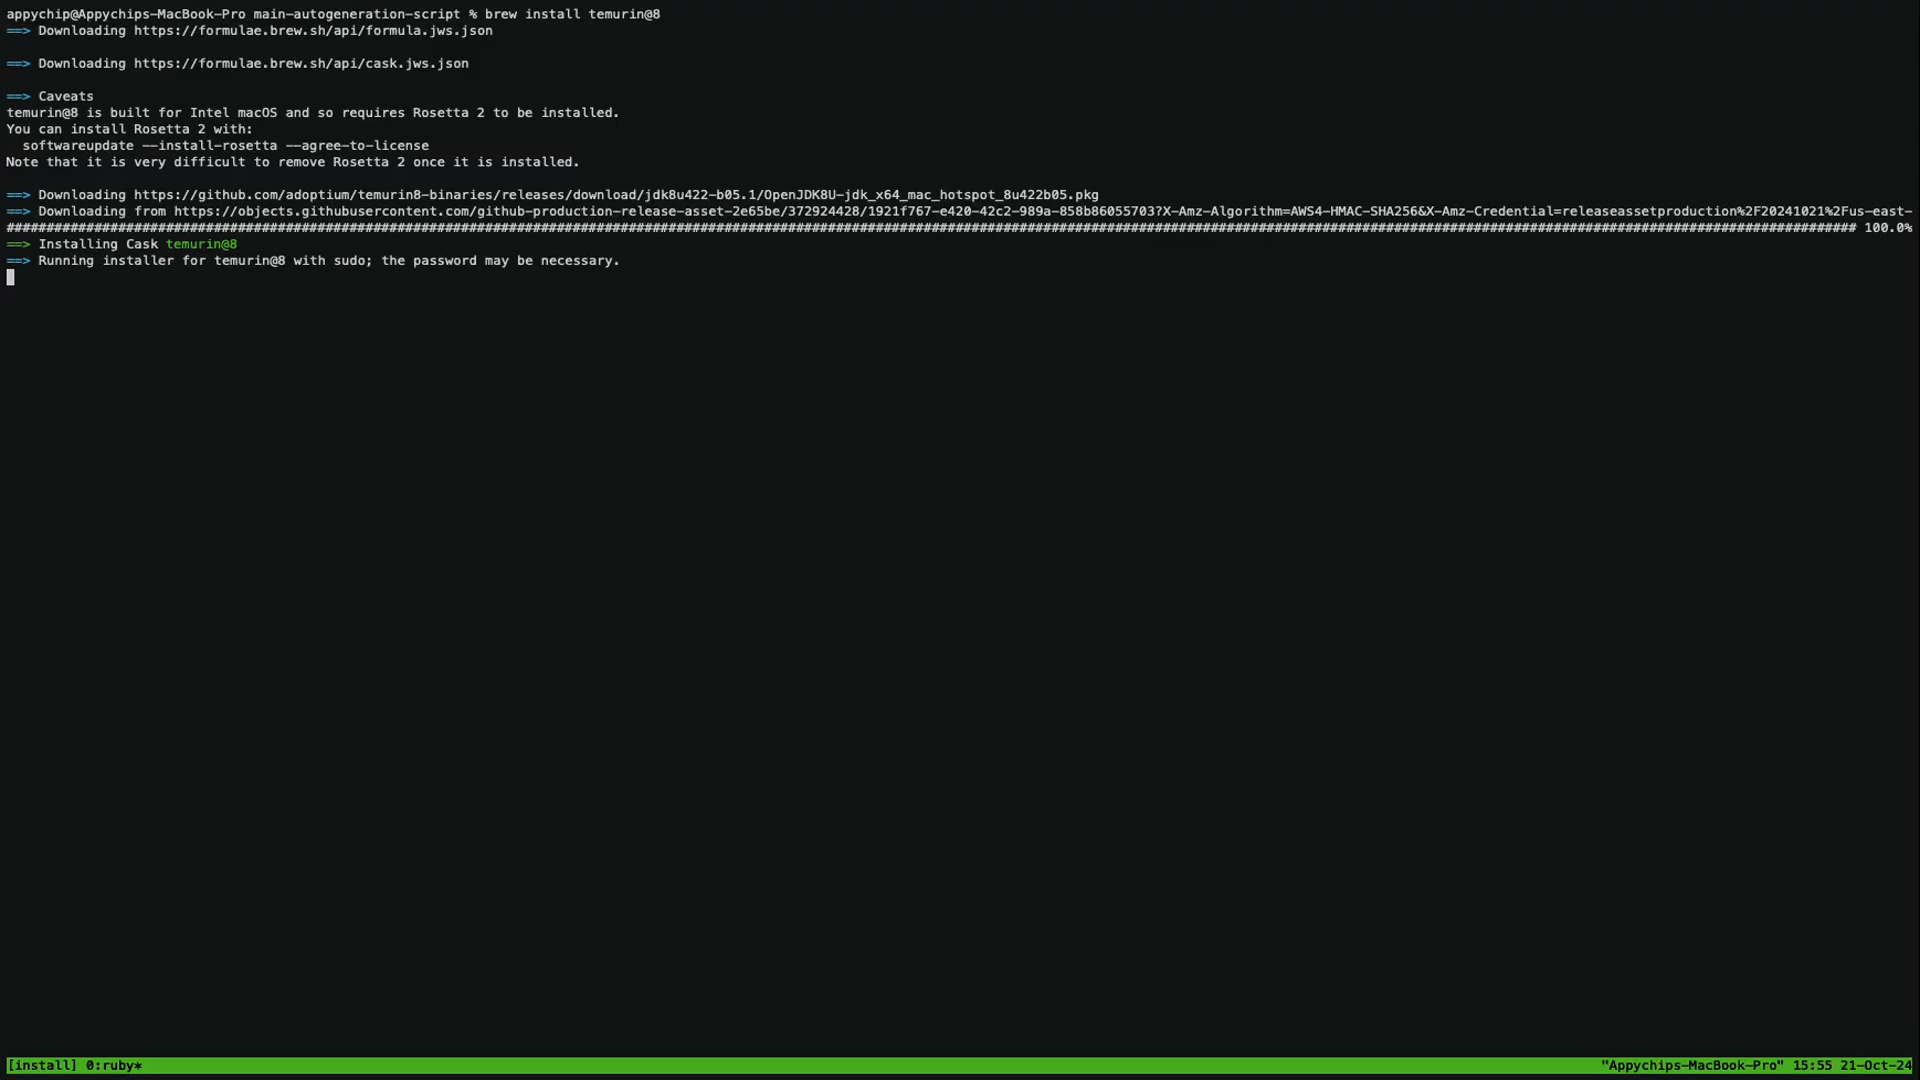 appychip@Appychips-MacBook-Pro main-autogeneration-script % brew install temurin@8
==> Downloading https://formulae.brew.sh/api/formula.jws.json
==> Downloading https://formulae.brew.sh/api/cask.jws.json
==> Caveats
temurin@8 is built for Intel macOS and so requires Rosetta 2 to be installed.
You can install Rosetta 2 with:
softwareupdate --install-rosetta --agree-to-license
Note that it is very difficult to remove Rosetta 2 once it is installed.
==> Downloading https://github.com/adoptium/temurin8-binaries/releases/download/jdk8u422-b05.1/OpenJDK8U-jdk_x64_mac_hotspot_8u422b05.pkg
==> Downloading from https://objects.githubusercontent.com/github-production-release-asset-2e65be/372924428/1921f767-e420-42c2-989a-858b86055703?X-Amz-Algorithm=AWS4-HMAC-SHA256&X-Amz-Credential=releaseassetproduction%2F20241021%2Fus-east-
######################################################################## 100.0%
==> Installing Cask temurin@8
==> Running installer for temurin@8 with sudo; the password may be necessary.
[install] 0:ruby* "Appychips-MacBook-Pro" 15:55 21-Oct-24